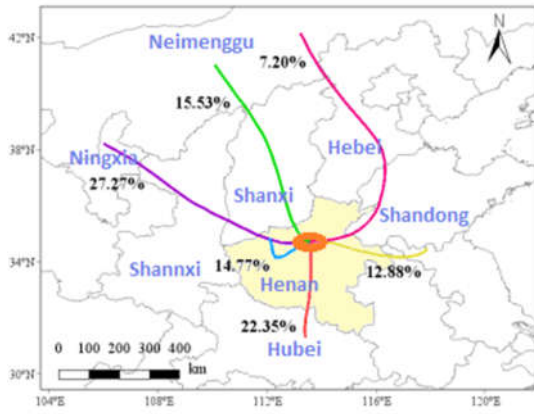 N
42°N
Neimenggu
7.20%
15.53%
38°N
Ningxia
27.27%
Hebei
Shanxi
Shandong
34°N
Shannxi
14.77%
Henan
12.88%
22.35%
Hubei
0 100 200 300 400
km
30°N
104°E 108°E 112°E 116°E 120°E